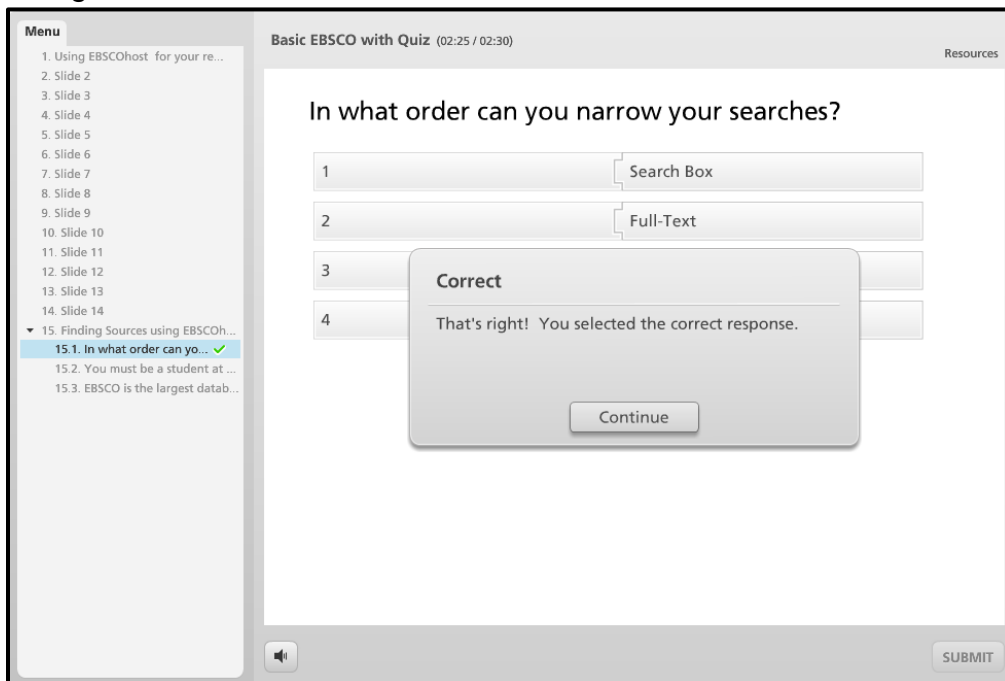 Menu
1. Using EBSCOhost for your re...
2. Slide 2
3. Slide 3
4. Slide 4
5. Slide 5
6. Slide 6
7. Slide 7
8. Slide 8
9. Slide 9
10. Slide 10
11. Slide 11
12. Slide 12
13. Slide 13
14. Slide 14
15. Finding Sources using EBSCOh...
15.1. In what order can yo...
15.2. You must be a student at ...
15.3. EBSCO is the largest datab...
Basic EBSCO with Quiz (02:25 / 02:30)
Resources
In what order can you narrow your searches?
1 Search Box
2 Full-Text
3
4
Correct
That's right! You selected the correct response.
Continue
SUBMIT